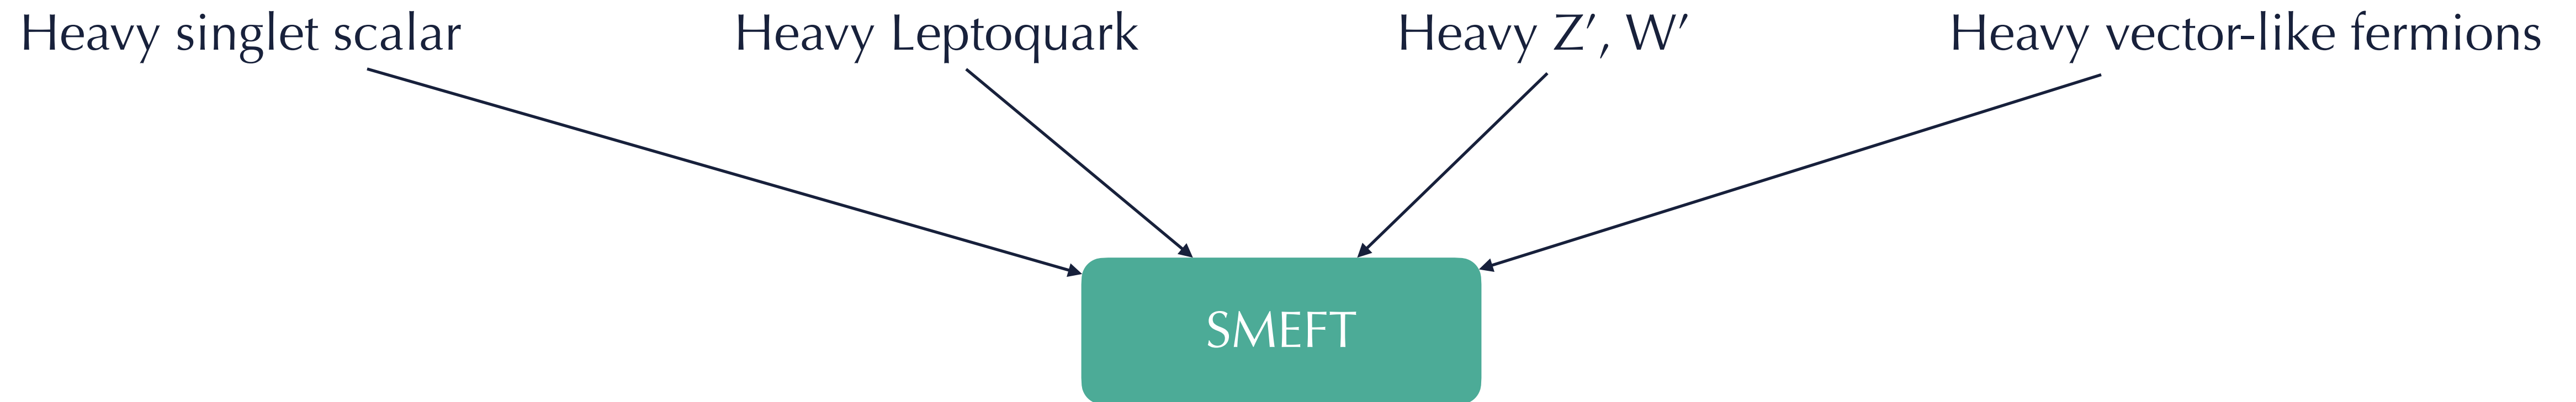 Heavy singlet scalar
Heavy Leptoquark
Heavy Z′, W′
Heavy vector-like fermions
SMEFT